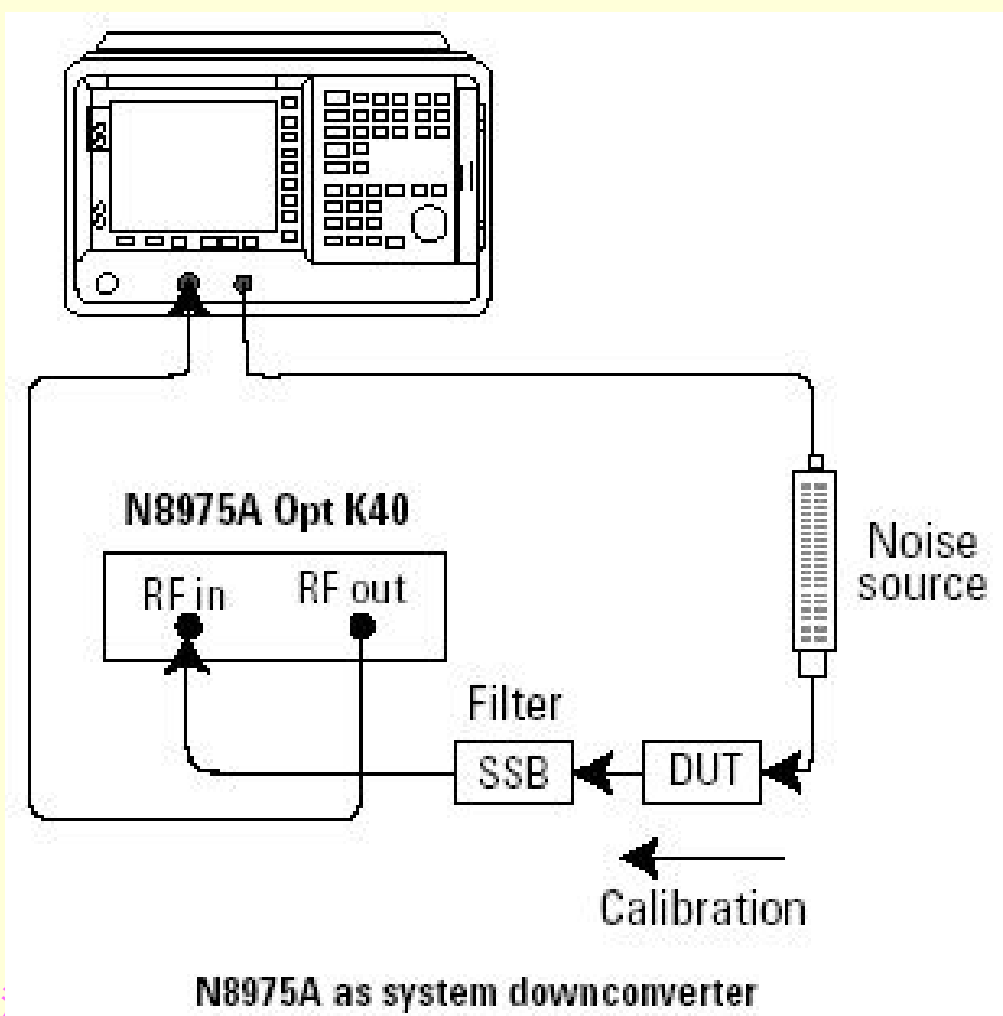 N8975A Opt K40
RF in
RF out
Noise
source
Filter
SSB
DUT
Calibration
N8975A as system downconverter